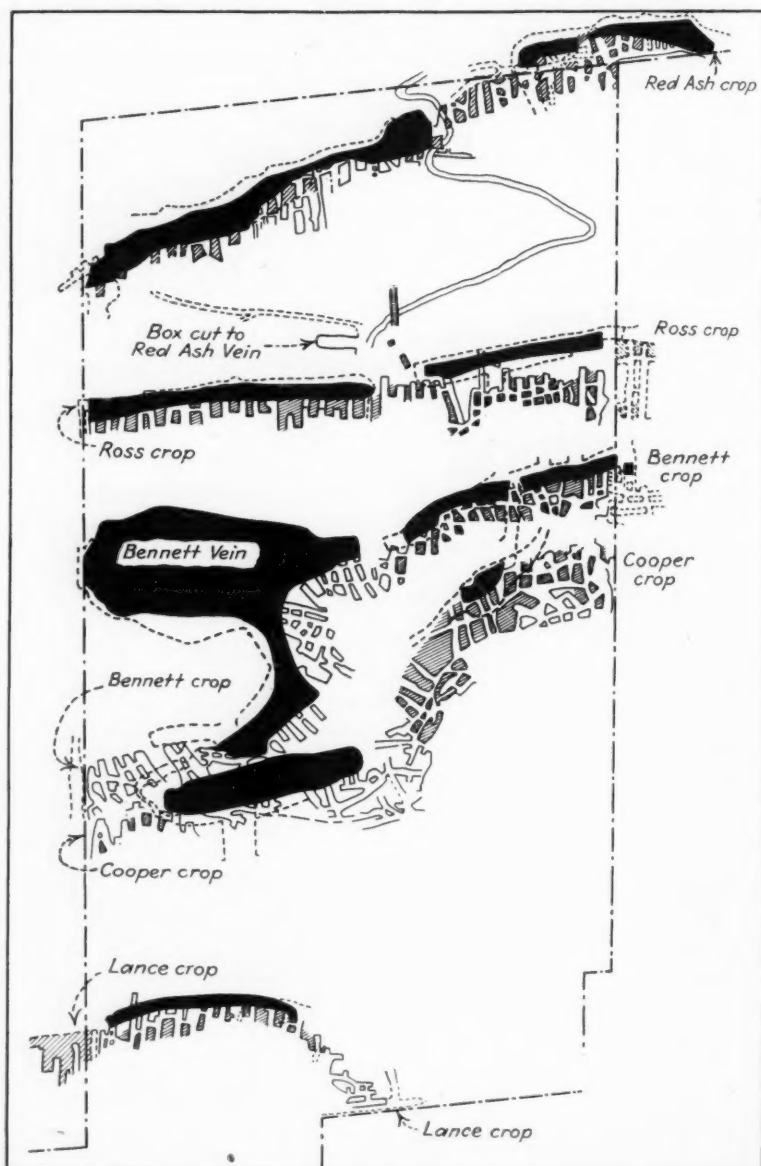 Red Ash crop
Box cut to
Red Ash Vein
Ross crop
Ross crop
Bennett
crop
Bennett Vein
Cooper
crop
Bennett crop
Cooper crop
Lance crop
Lance crop